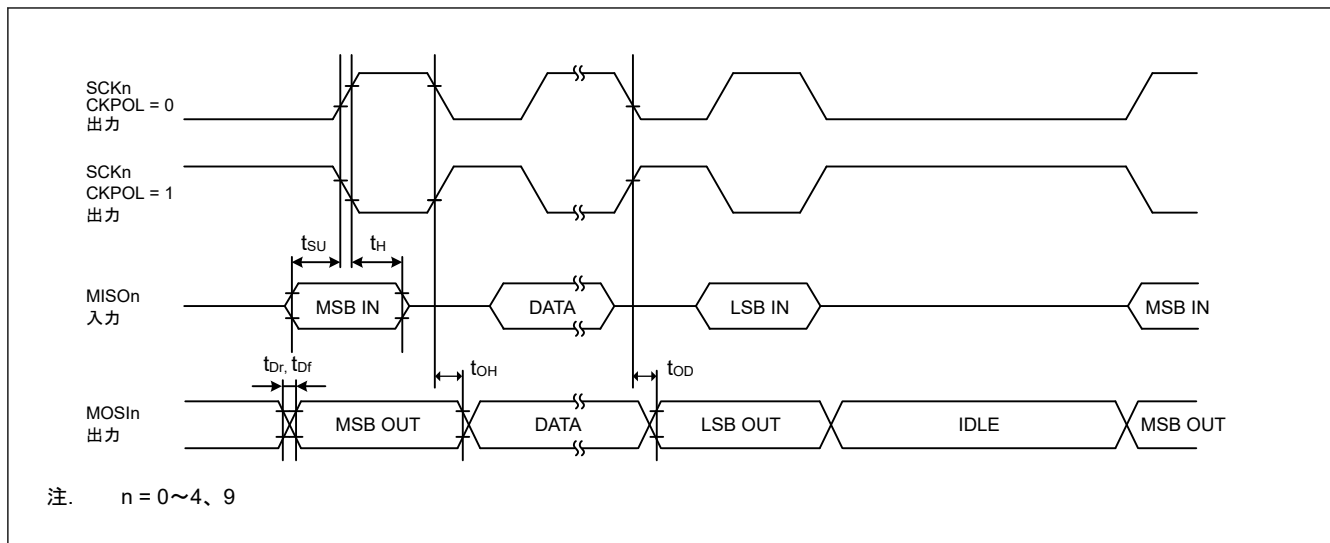 SCKn
CKPOL = 0
出力
SCKn
CKPOL = 1
出力
tSU
tH
MISOn
入力
MSB IN
DATA
LSB IN
MSB IN
tDr, tDf
tOH
tOD
MOSIn
出力
MSB OUT
DATA
LSB OUT
IDLE
MSB OUT
注. n = 0～4、9